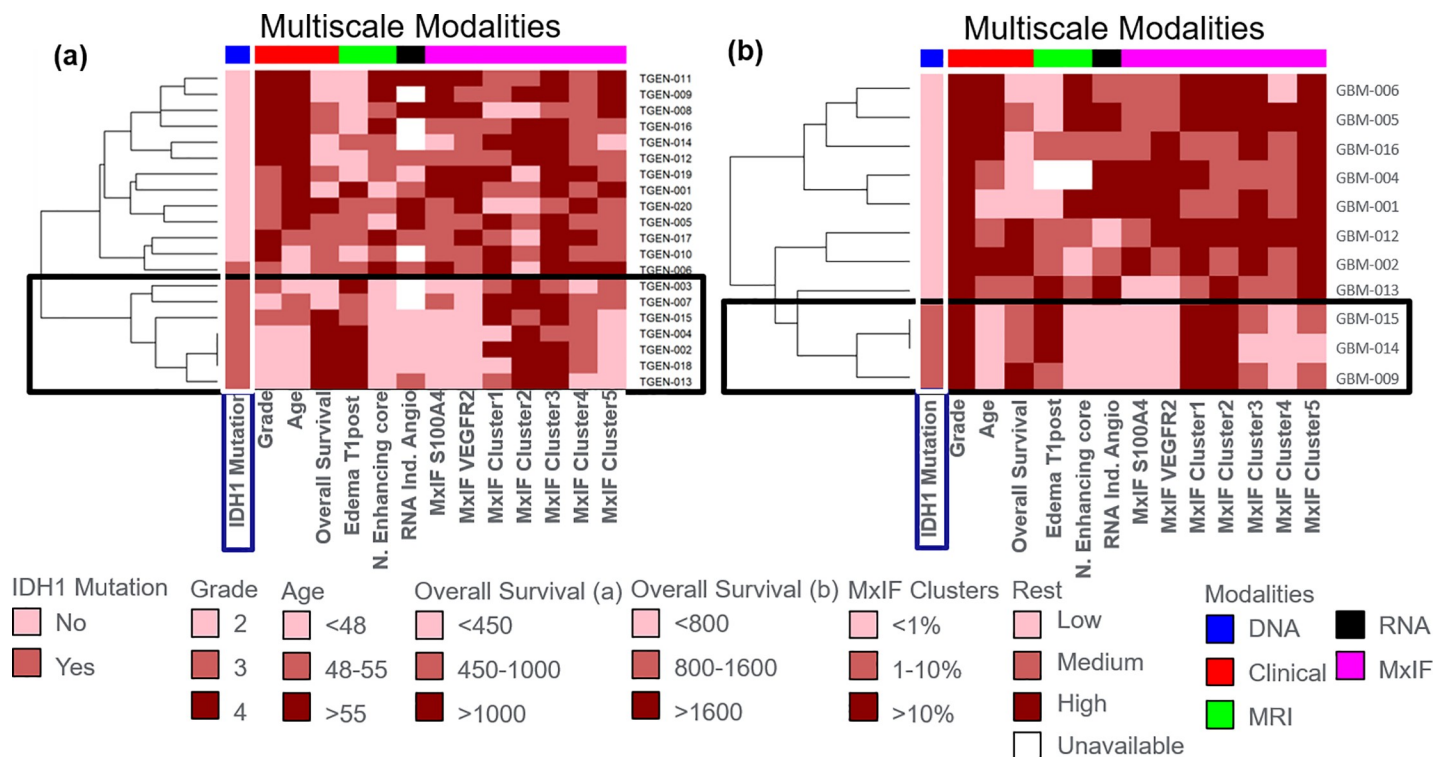 Multiscale Modalities
(a)
TGEN-011
TGEN-009
TGEN-008
TGEN-016
TGEN-014
TGEN-012
TGEN-019
TGEN-001
TGEN-020
TGEN-005
TGEN-017
TGEN-010
TGEN-006
TGEN-003
TGEN-007
TGEN-015
TGEN-004
TGEN-002
TGEN-018
TGEN-013
IDH1 Mutation
Grade
Age
Overall Survival
Edema T1post
N. Enhancing core
RNA Ind. Angio
MxIF S100A4
MxIF VEGFR2
MxIF Cluster1
MxIF Cluster2
MxIF Cluster3
MxIF Cluster4
MxIF Cluster5
Multiscale Modalities
(b)
GBM-006
GBM-005
GBM-016
GBM-004
GBM-001
GBM-012
GBM-002
GBM-013
GBM-015
GBM-014
GBM-009
IDH1 Mutation
Grade
Age
Overall Survival
Edema T1post
N. Enhancing core
RNA Ind. Angio
MxIF S100A4
MxIF VEGFR2
MxIF Cluster1
MxIF Cluster2
MxIF Cluster3
MxIF Cluster4
MxIF Cluster5
IDH1 Mutation
No
Yes
Grade
2
3
4
Age
<48
48-55
>55
Overall Survival (a)
<450
450-1000
>1000
Overall Survival (b)
<800
800-1600
>1600
MxIF Clusters
<1%
1-10%
>10%
Rest
Low
Medium
High
Unavailable
Modalities
DNA
Clinical
MRI
RNA
MxIF